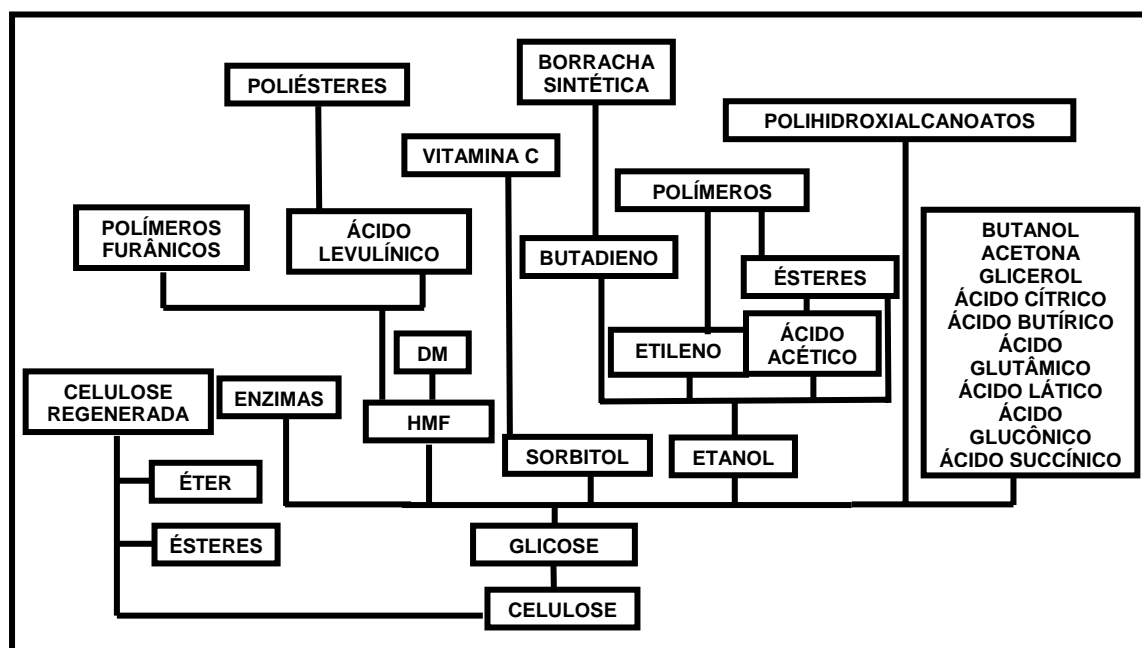 BORRACHA
SINTÉTICA
POLIÉSTERES
POLIHIDROXIALCANOATOS
VITAMINA C
POLÍMEROS
POLÍMEROS
FURÂNICOS
ÁCIDO
LEVULÍNICO
BUTADIENO
ÉSTERES
BUTANOL
ACETONA
GLICEROL
ÁCIDO CÍTRICO
ÁCIDO BUTÍRICO
ÁCIDO
GLUTÂMICO
ÁCIDO LÁTICO
ÁCIDO
GLUCÔNICO
ÁCIDO SUCCÍNICO
ETILENO
ÁCIDO
ACÉTICO
DM
CELULOSE
REGENERADA
ENZIMAS
HMF
SORBITOL
ETANOL
ÉTER
ÉSTERES
GLICOSE
CELULOSE